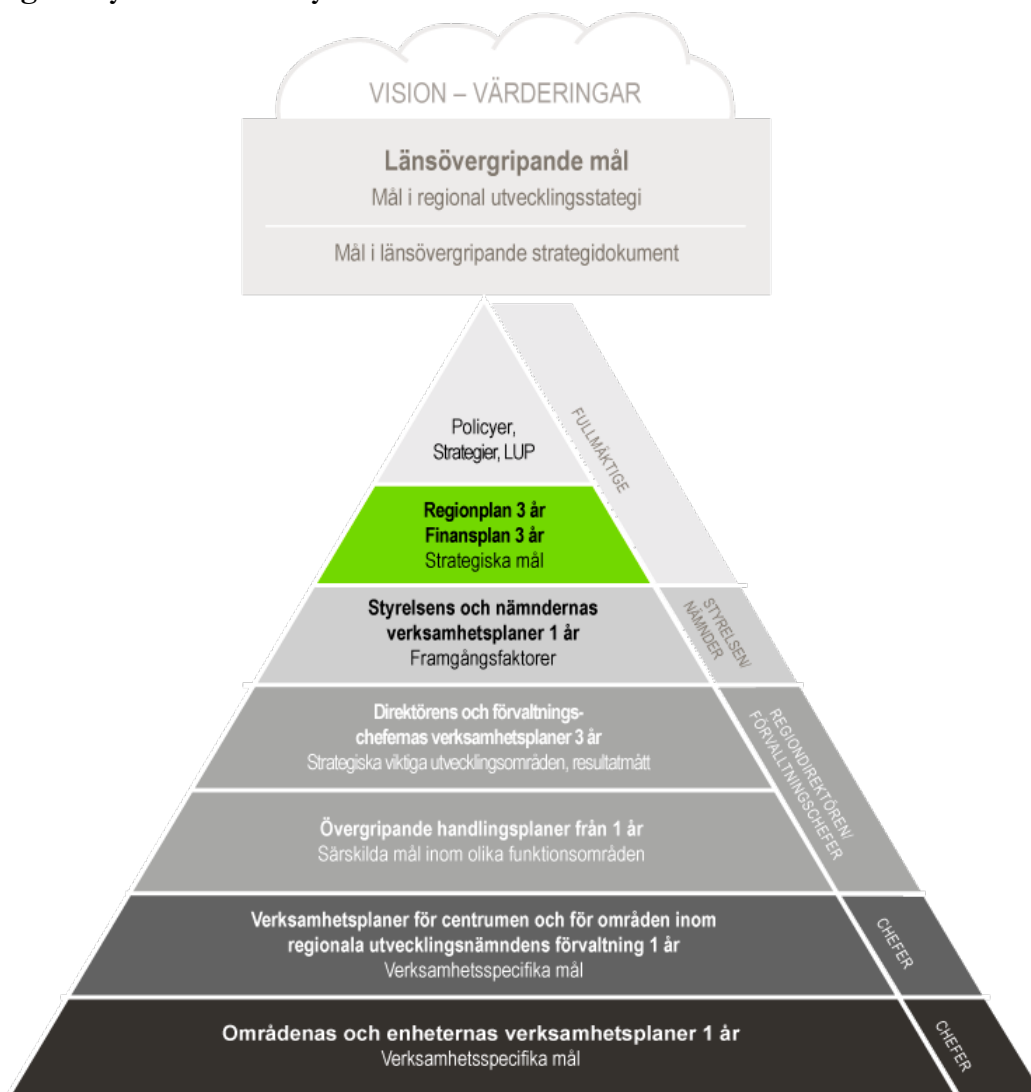 VISION – VÄRDERINGAR
Länsövergripande mål
Mål i regional utvecklingsstategi
Mål i länsövergripande strategidokument
Policyer,
Strategier, LUP
FULLMÄKTIGE
Regionplan 3 år
Finansplan 3 år
Strategiska mål
Styrelsens och nämndernas
verksamhetsplaner 1 år
Framgångsfaktorer
STYRELSEN/
NÄMNDER
Direktörens och förvaltnings-
chefernas verksamhetsplaner 3 år
Strategiska viktiga utvecklingsområden, resultatmått
REGIONDIREKTÖREN/
FÖRVALTNINGSCHEFER
Övergripande handlingsplaner från 1 år
Särskilda mål inom olika funktionsområden
Verksamhetsplaner för centrumen och för områden inom
regionala utvecklingsnämndens förvaltning 1 år
Verksamhetsspecifika mål
CHEFER
Områdenas och enheternas verksamhetsplaner 1 år
Verksamhetsspecifika mål
CHEFER